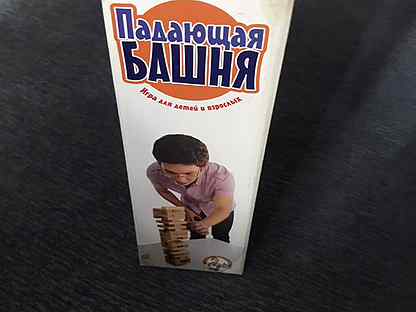 Падающая
БАШНЯ
Игра для детей и взрослых